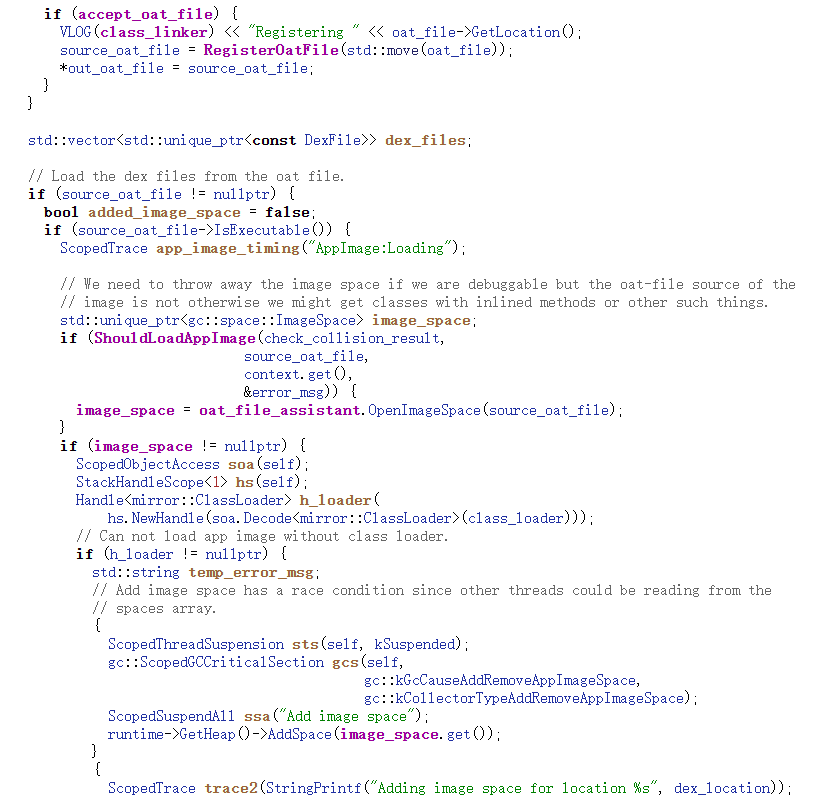 if (accept_oat_file) {
VLOG(class_linker) << "Registering " << oat_file->GetLocation();
source_oat_file = RegisterOatFile(std::move(oat_file));
*out_oat_file = source_oat_file;
}
}
std::vector<std::unique_ptr<const DexFile>> dex_files;
// Load the dex files from the oat file.
if (source_oat_file != nullptr) {
bool added_image_space = false;
if (source_oat_file->IsExecutable()) {
ScopedTrace app_image_timing("AppImage:Loading");
// We need to throw away the image space if we are debuggable but the oat-file source of the
// image is not otherwise we might get classes with inlined methods or other such things.
std::unique_ptr<gc::space::ImageSpace> image_space;
if (ShouldLoadAppImage(check_collision_result,
source_oat_file,
context.get(),
&error_msg)) {
image_space = oat_file_assistant.OpenImageSpace(source_oat_file);
}
if (image_space != nullptr) {
ScopedObjectAccess soa(self);
StackHandleScope<1> hs(self);
Handle<mirror::ClassLoader> h_loader(
hs.NewHandle(soa.Decode<mirror::ClassLoader>(class_loader)));
// Can not load app image without class loader.
if (h_loader != nullptr) {
std::string temp_error_msg;
// Add image space has a race condition since other threads could be reading from the
// spaces array.
{
ScopedThreadSuspension sts(self, kSuspended);
gc::ScopedGCCriticalSection gcs(self,
gc::kGcCauseAddRemoveAppImageSpace,
gc::kCollectorTypeAddRemoveAppImageSpace);
ScopedSuspendAll ssa("Add image space");
runtime->GetHeap()->AddSpace(image_space.get());
}
{
ScopedTrace trace2(StringPrintf("Adding image space for location %s", dex_location));